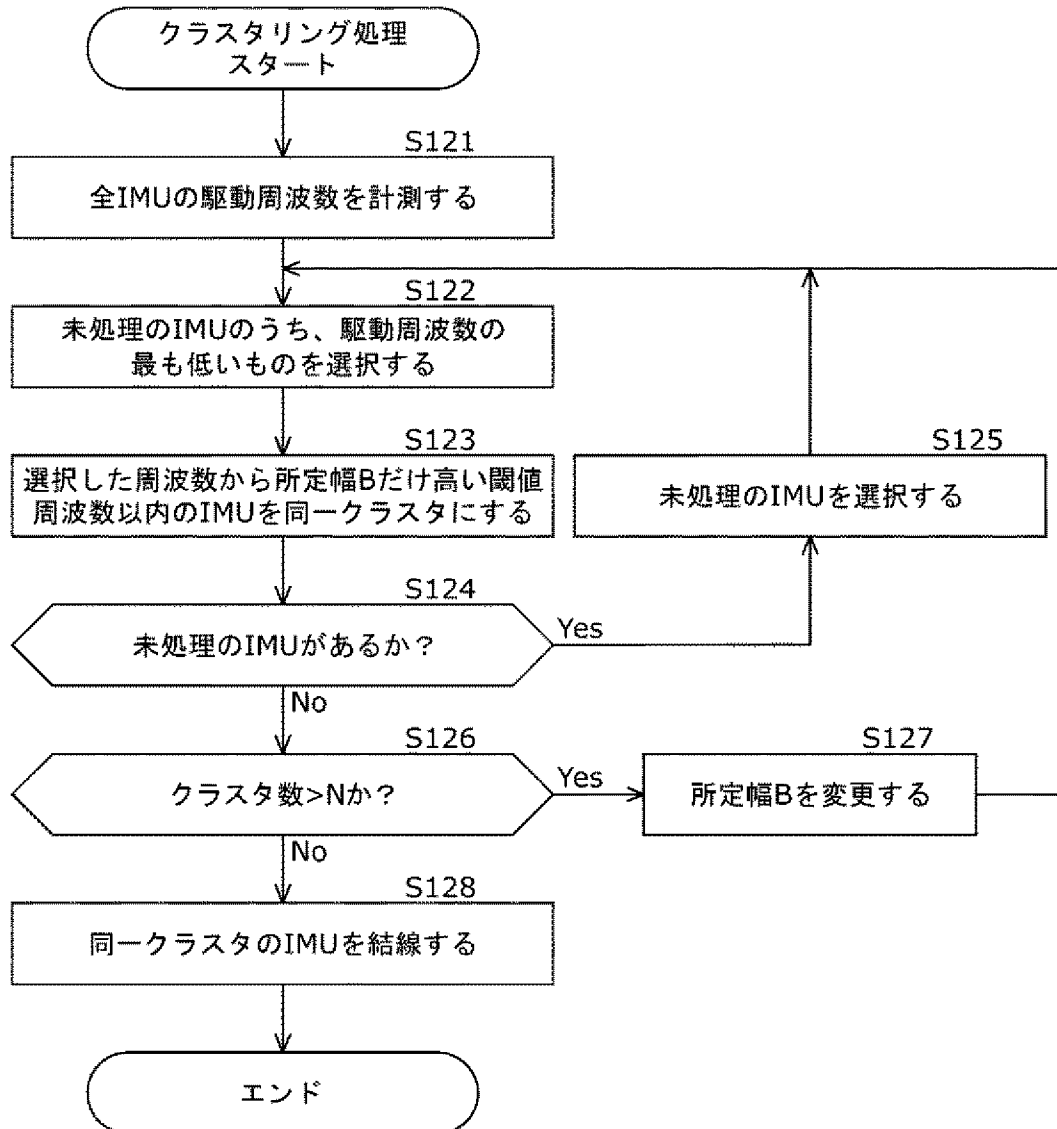 クラスタリング処理
スタート
S121
全IMUの駆動周波数を計測する
S122
未処理のIMUのうち、駆動周波数の
最も低いものを選択する
S123
選択した周波数から所定幅Bだけ高い閾値
周波数以内のIMUを同一クラスタにする
S125
未処理のIMUを選択する
S124
未処理のIMUがあるか？
Yes
No
S126
クラスタ数>Nか？
Yes
S127
所定幅Bを変更する
No
S128
同一クラスタのIMUを結線する
エンド